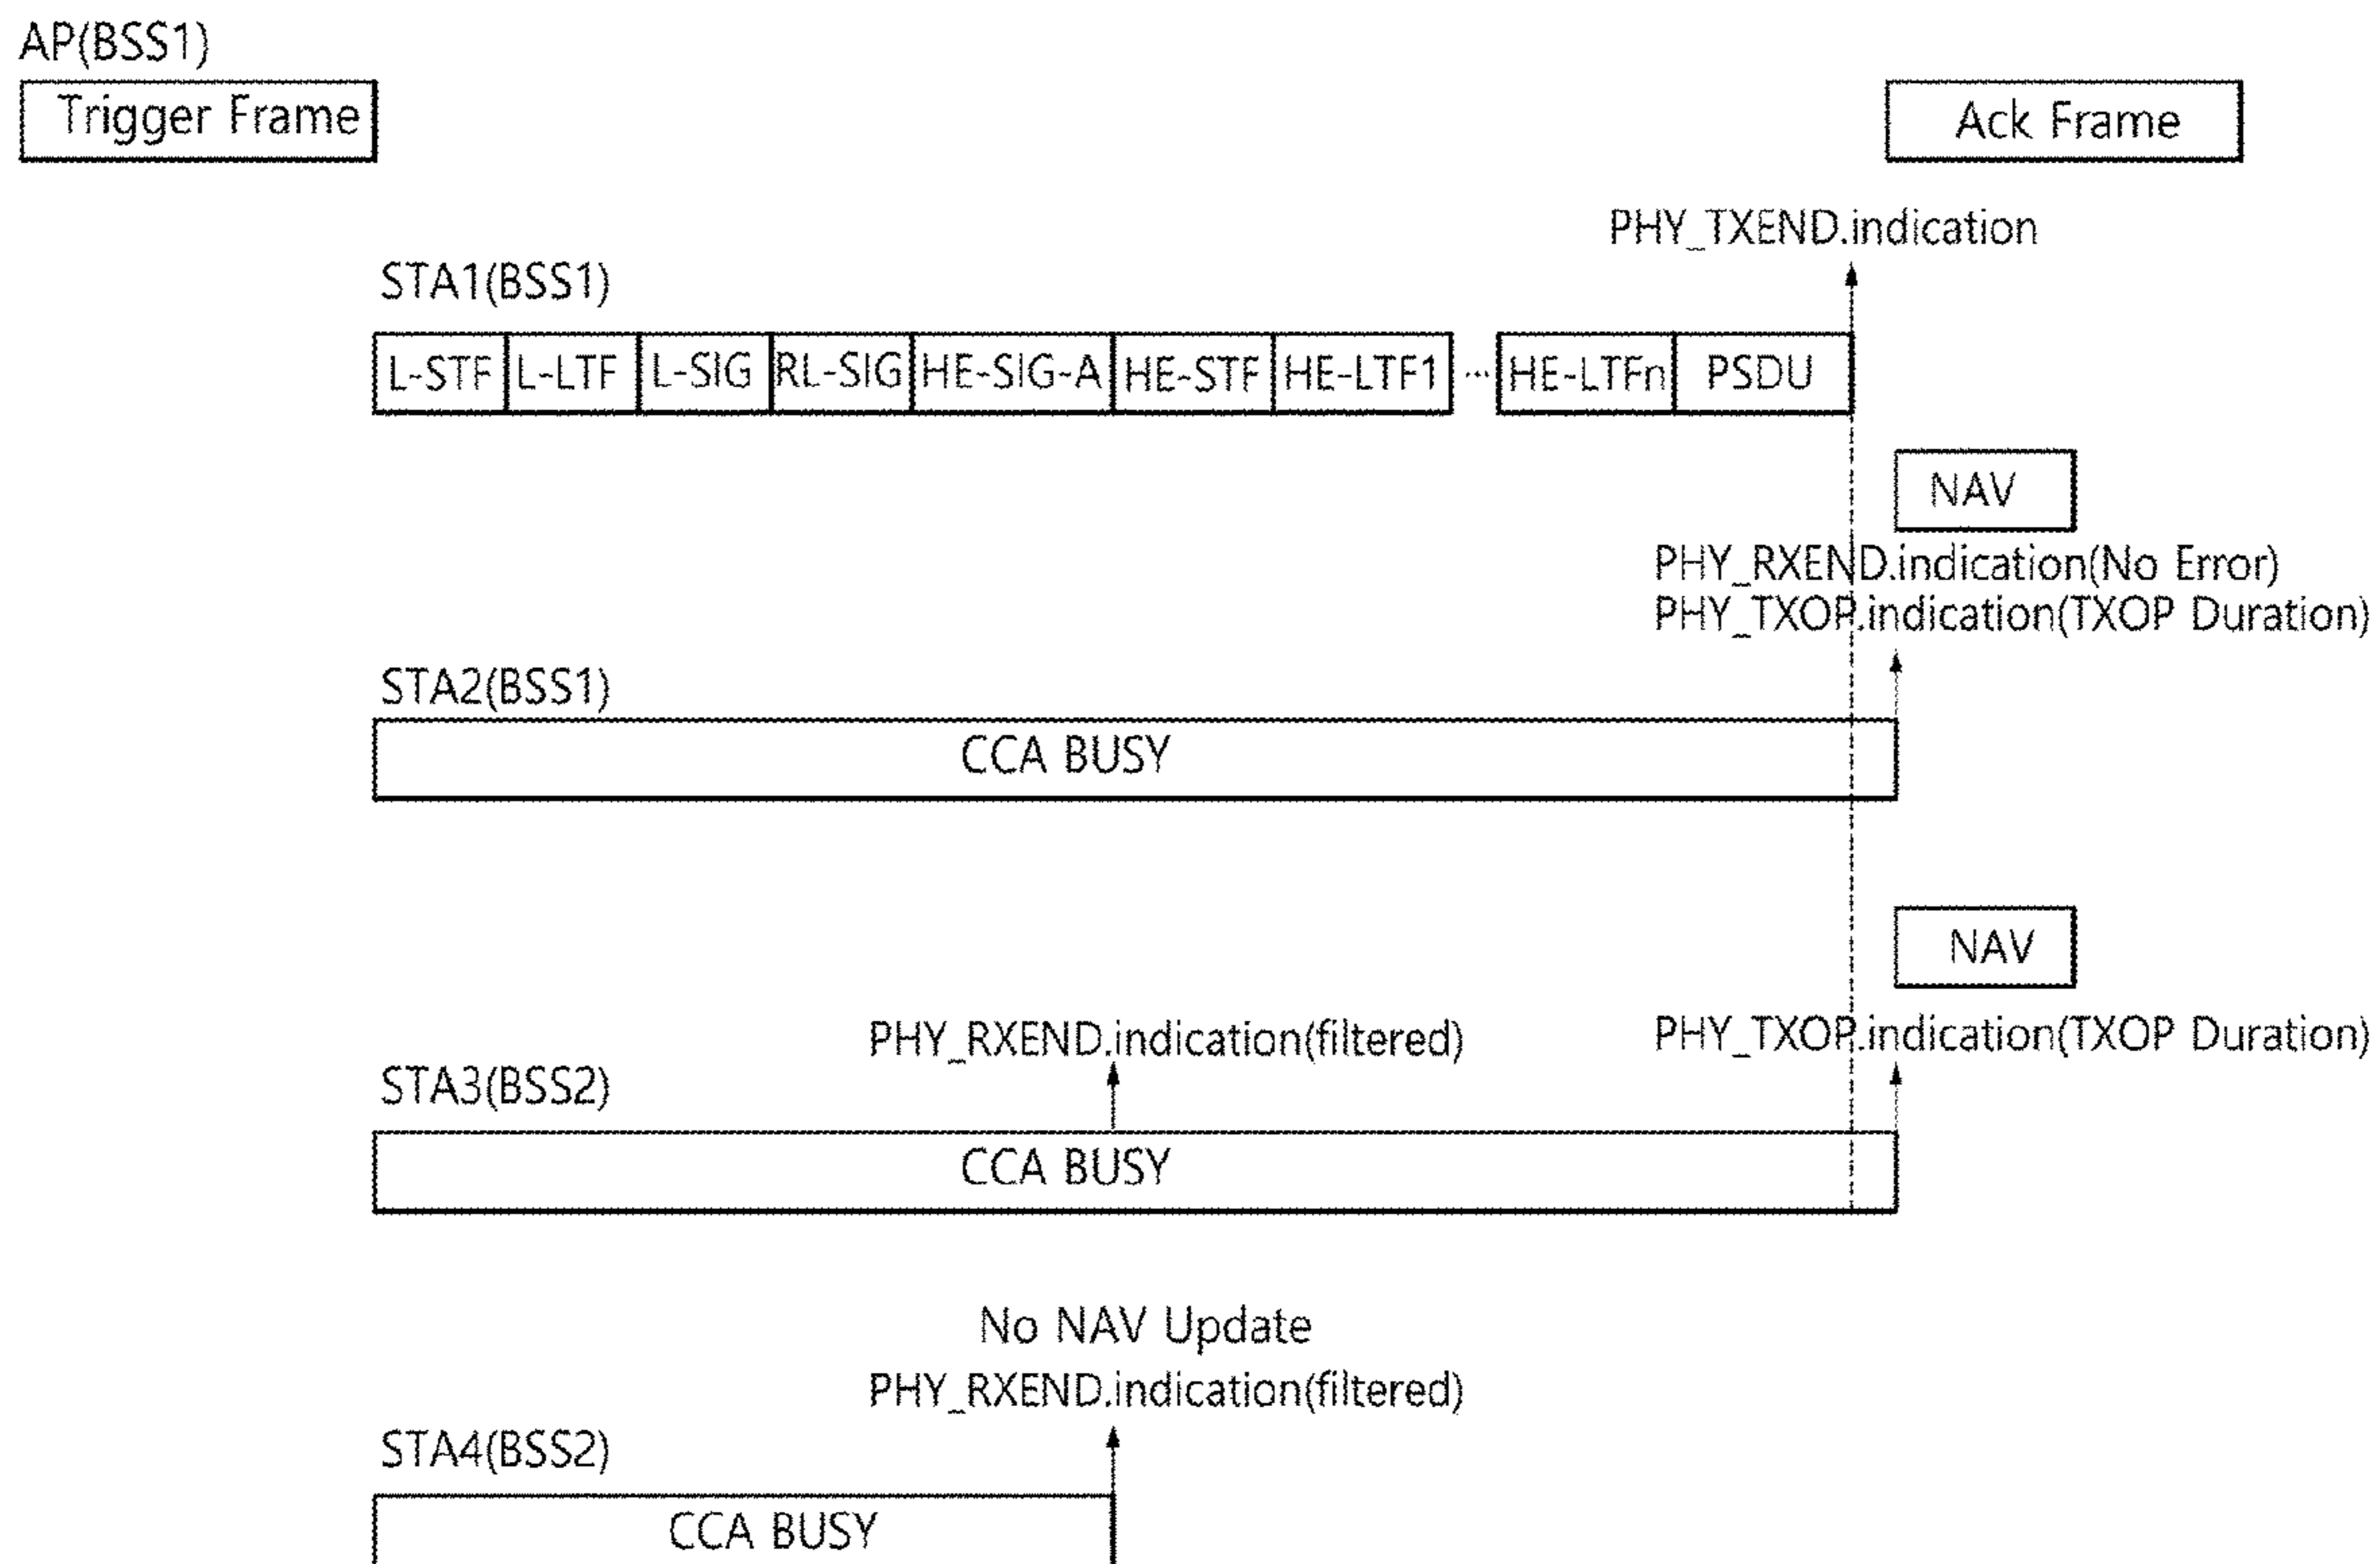 AP(BSS1)
Trigger Frame
Ack Frame
PHY_TXEND.indication
STA1(BSS1)
L-STF L-LTF L-SIG RL-SIG HE-SIG-A HE-STF HE-LTF1 ... HE-LTFn PSDU
NAV
PHY_RXEND.indication(No Error)
PHY_TXOP.indication(TXOP Duration)
STA2(BSS1)
CCA BUSY
NAV
PHY_RXEND.indication(filtered)
PHY_TXOP.indication(TXOP Duration)
STA3(BSS2)
CCA BUSY
No NAV Update
PHY_RXEND.indication(filtered)
STA4(BSS2)
CCA BUSY